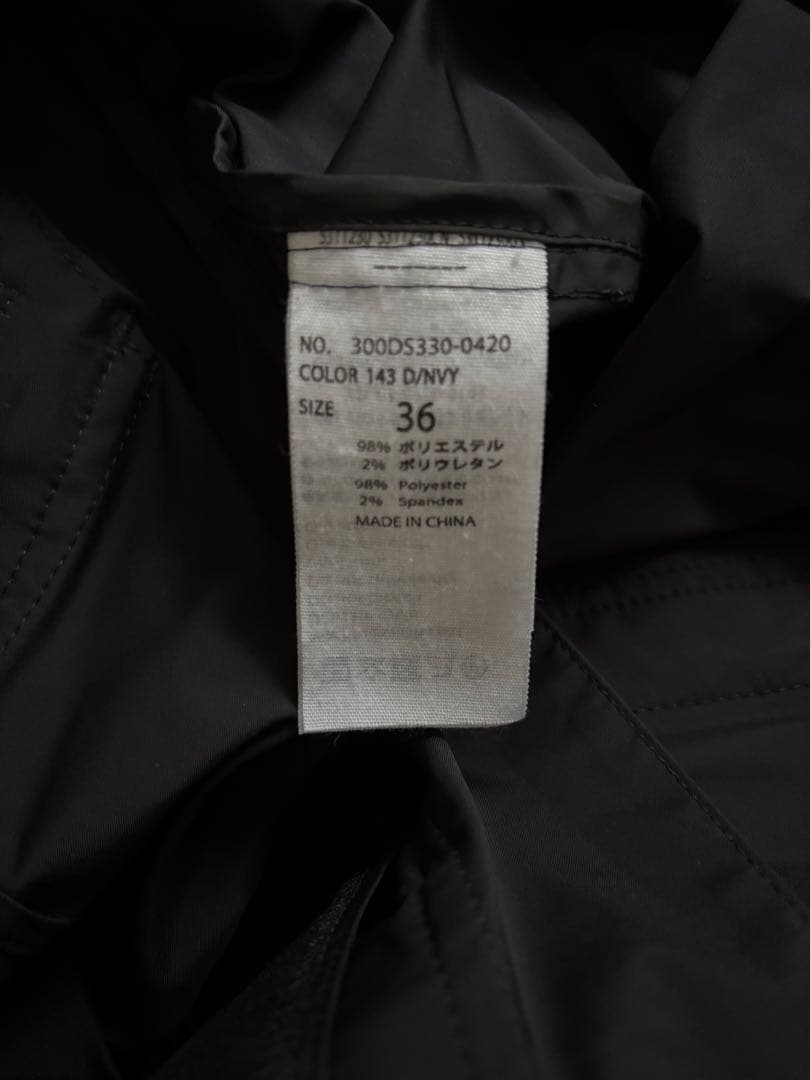 NO. 300DS330-0420
COLOR 143 D/NVY
SIZE 36
98% ポリエステル
2% ポリウレタン
98% Polyester
2% Spandex
MADE IN CHINA